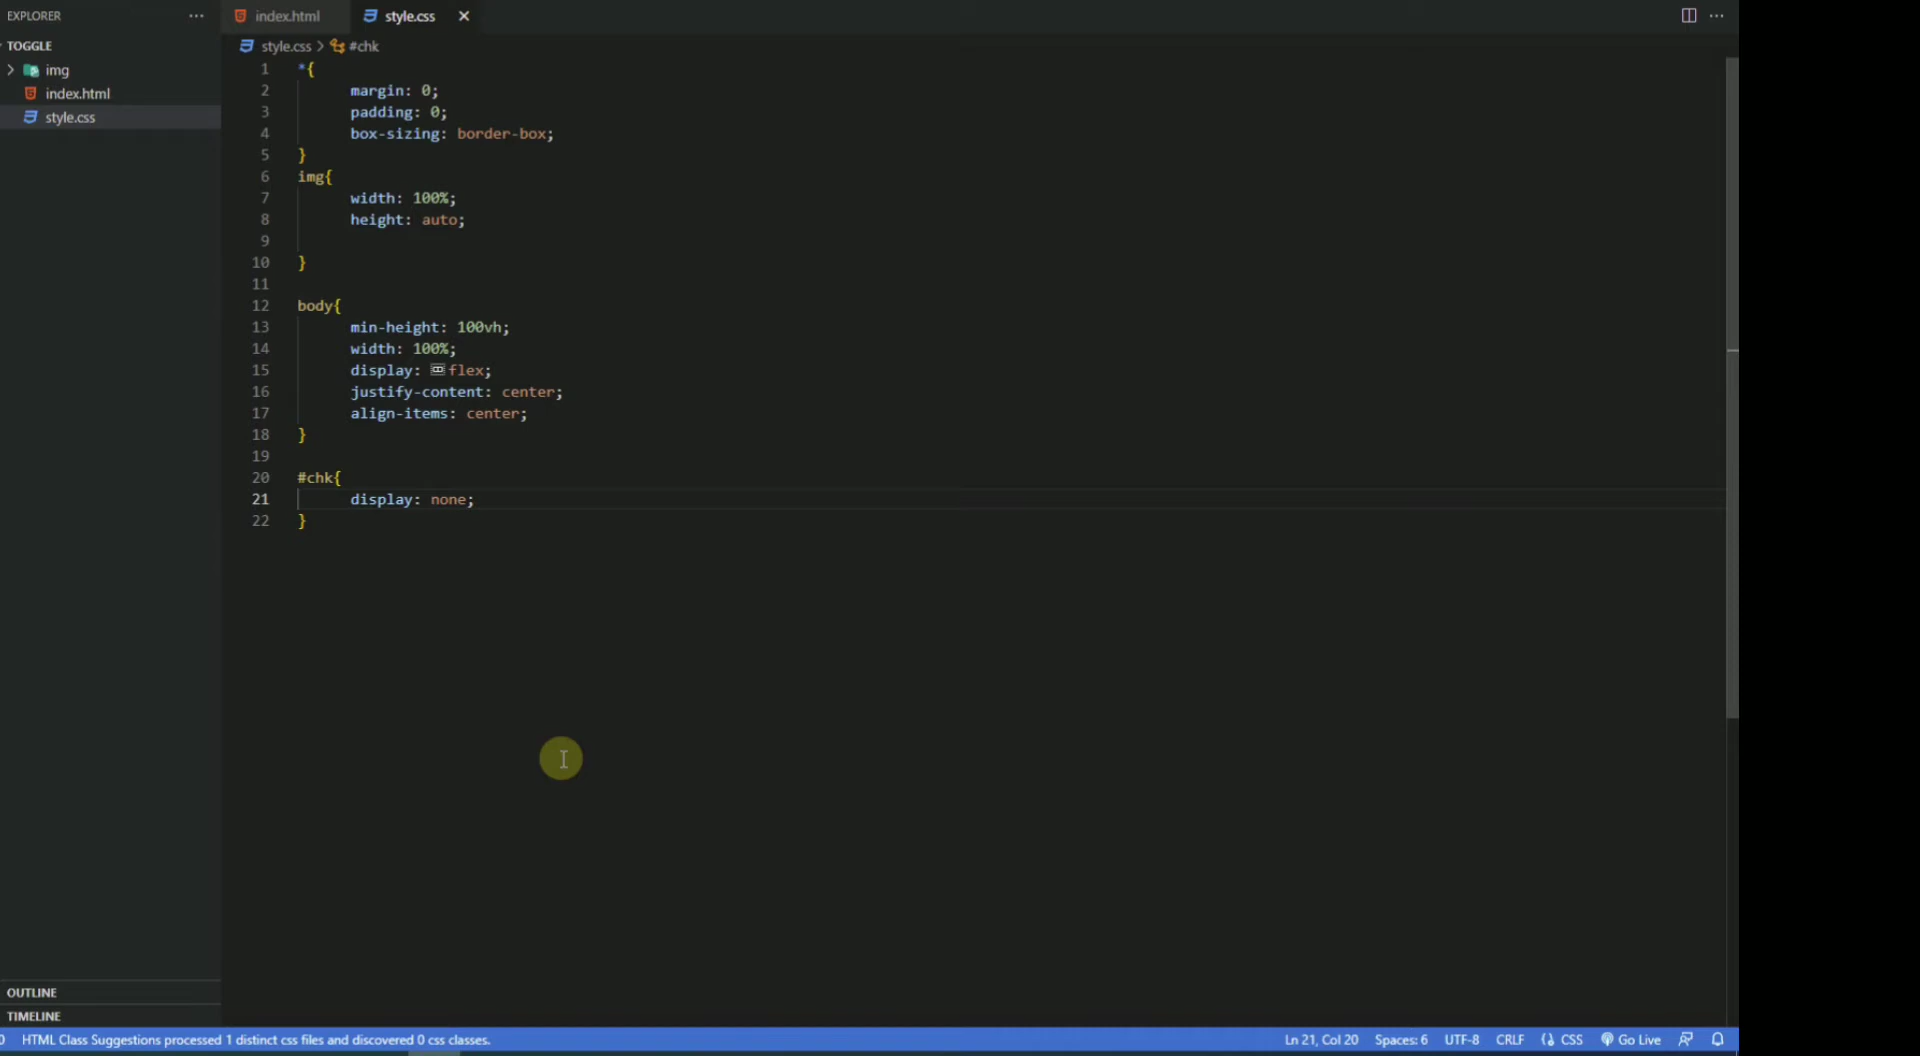 EXPLORER
index.html
style.css
TOGGLE
img
index.html
style.css
style.css > #chk
1 *{
2 margin: 0;
3 padding: 0;
4 box-sizing: border-box;
5 }
6 img{
7 width: 100%;
8 height: auto;
9
10 }
11
12 body{
13 min-height: 100vh;
14 width: 100%;
15 display: flex;
16 justify-content: center;
17 align-items: center;
18 }
19
20 #chk{
21 display: none;
22 }
OUTLINE
TIMELINE
0 HTML Class Suggestions processed 1 distinct css files and discovered 0 css classes. Ln 21, Col 20 Spaces: 6 UTF-8 CRLF CSS Go Live